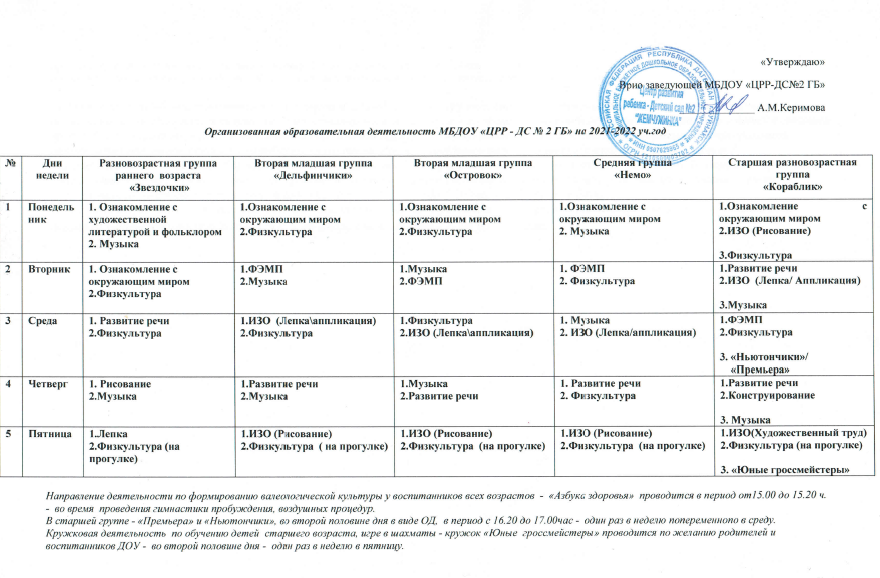 «Утверждаю»
Врио заведующей МБДОУ «ЦРР-ДС№2 ГБ»
А.М.Керимова
РОССИЙСКАЯ ФЕДЕРАЦИЯ РЕСПУБЛИКА
Центр развития
ребенка - Детский сад №2
"ЖЕМЧУЖИНКА"
Организованная образовательная деятельность МБДОУ «ЦРР - ДС № 2 ГБ» на 2021-2022 уч.год
№ Дни недели Разновозрастная группа раннего возраста «Звездочки» Вторая младшая группа «Дельфинчики» Вторая младшая группа «Островок» Средняя группа «Немо» Старшая разновозрастная группа «Кораблик»
1 Понедель ник
1. Ознакомление с
художественной
литературой и фольклором
2. Музыка
1.Ознакомление с
окружающим миром
2.Физкультура
1.Ознакомление с
окружающим миром
2.Физкультура
1.Ознакомление с
окружающим миром
2. Музыка
1.Ознакомление с
окружающим миром
2.ИЗО (Рисование)
3.Физкультура
2 Вторник
1. Ознакомление с
окружающим миром
2.Физкультура
1.ФЭМП
2.Музыка
1.Музыка
2.ФЭМП
1. ФЭМП
2. Физкультура
1.Развитие речи
2.ИЗО (Лепка/ Аппликация)
3.Музыка
3 Среда
1. Развитие речи
2.Физкультура
1.ИЗО (Лепка\аппликация)
2.Физкультура
1.Физкультура
2.ИЗО (Лепка\аппликация)
1. Музыка
2. ИЗО (Лепка/аппликация)
1.ФЭМП
2.Физкультура
3. «Ньютончики»/
«Премьера»
4 Четверг
1. Рисование
2.Музыка
1.Развитие речи
2.Музыка
1.Музыка
2.Развитие речи
1. Развитие речи
2. Физкультура
1.Развитие речи
2.Конструирование
3. Музыка
5 Пятница
1.Лепка
2.Физкультура (на
прогулке)
1.ИЗО (Рисование)
2.Физкультура ( на прогулке)
1.ИЗО (Рисование)
2.Физкультура (на прогулке)
1.ИЗО (Рисование)
2.Физкультура (на прогулке)
1.ИЗО(Художественный труд)
2.Физкультура (на прогулке)
3. «Юные гроссмейстеры»
Направление деятельности по формированию валеологической культуры у воспитанников всех возрастов - «Азбука здоровья» проводится в период от15.00 до 15.20 ч.
- во время проведения гимнастики пробуждения, воздушных процедур.
В старшей группе - «Премьера» и «Ньютончики», во второй половине дня в виде ОД, в период с 16.20 до 17.00час - один раз в неделю попеременно в среду.
Кружковая деятельность по обучению детей старшего возраста, игре в шахматы - кружок «Юные гроссмейстеры» проводится по желанию родителей и
воспитанников ДОУ - во второй половине дня - один раз в неделю в пятницу.